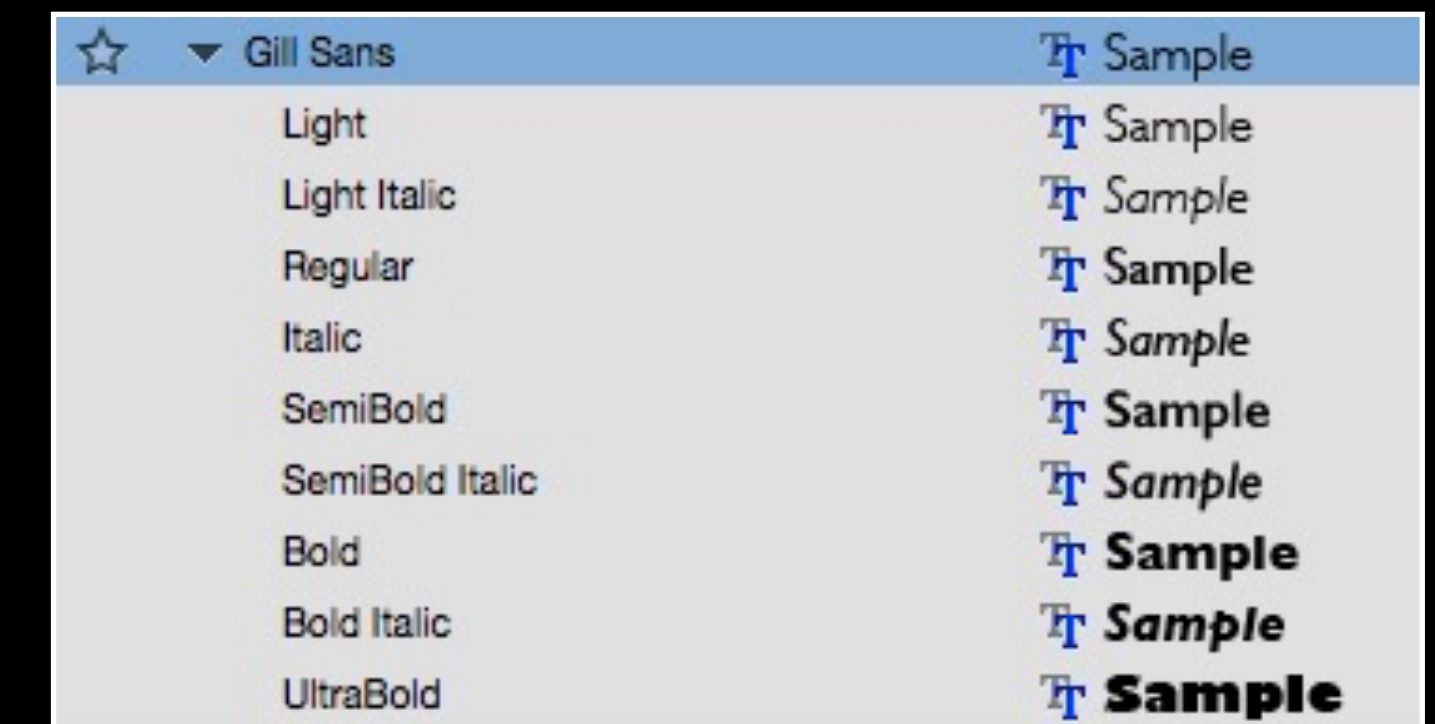 Gill Sans Sample
Light Sample
Light Italic Sample
Regular Sample
Italic Sample
SemiBold Sample
SemiBold Italic Sample
Bold Sample
Bold Italic Sample
UltraBold Sample